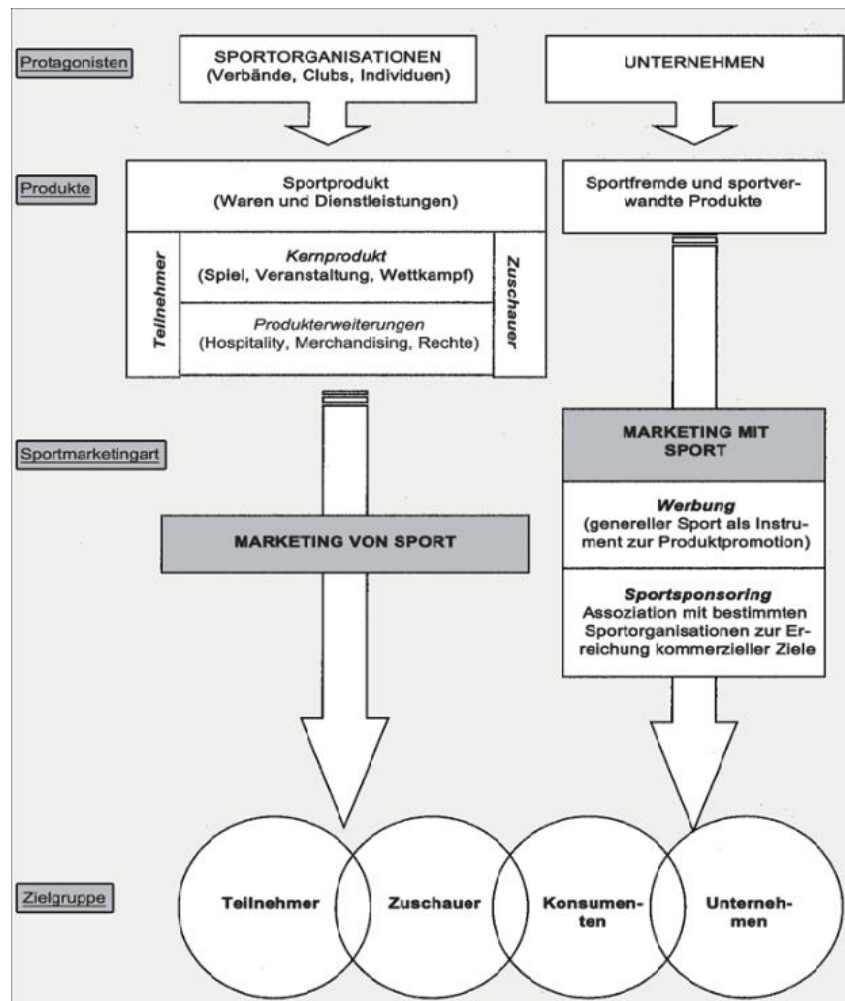 Protagonisten
SPORTORGANISATIONEN
(Verbände, Clubs, Individuen)
UNTERNEHMEN
Produkte
Sportprodukt
(Waren und Dienstleistungen)
Teilnehmer
Kernprodukt
(Spiel, Veranstaltung, Wettkampf)
Produkterweiterungen
(Hospitality, Merchandising, Rechte)
Zuschauer
Sportfremde und sportver-
wandte Produkte
Sportmarketingart
MARKETING VON SPORT
MARKETING MIT
SPORT
Werbung
(genereller Sport als Instru-
ment zur Produktpromotion)
Sportsponsoring
Assoziation mit bestimmten
Sportorganisationen zur Er-
reichung kommerzieller Ziele
Zielgruppe
Teilnehmer
Zuschauer
Konsumen-
ten
Unterneh-
men